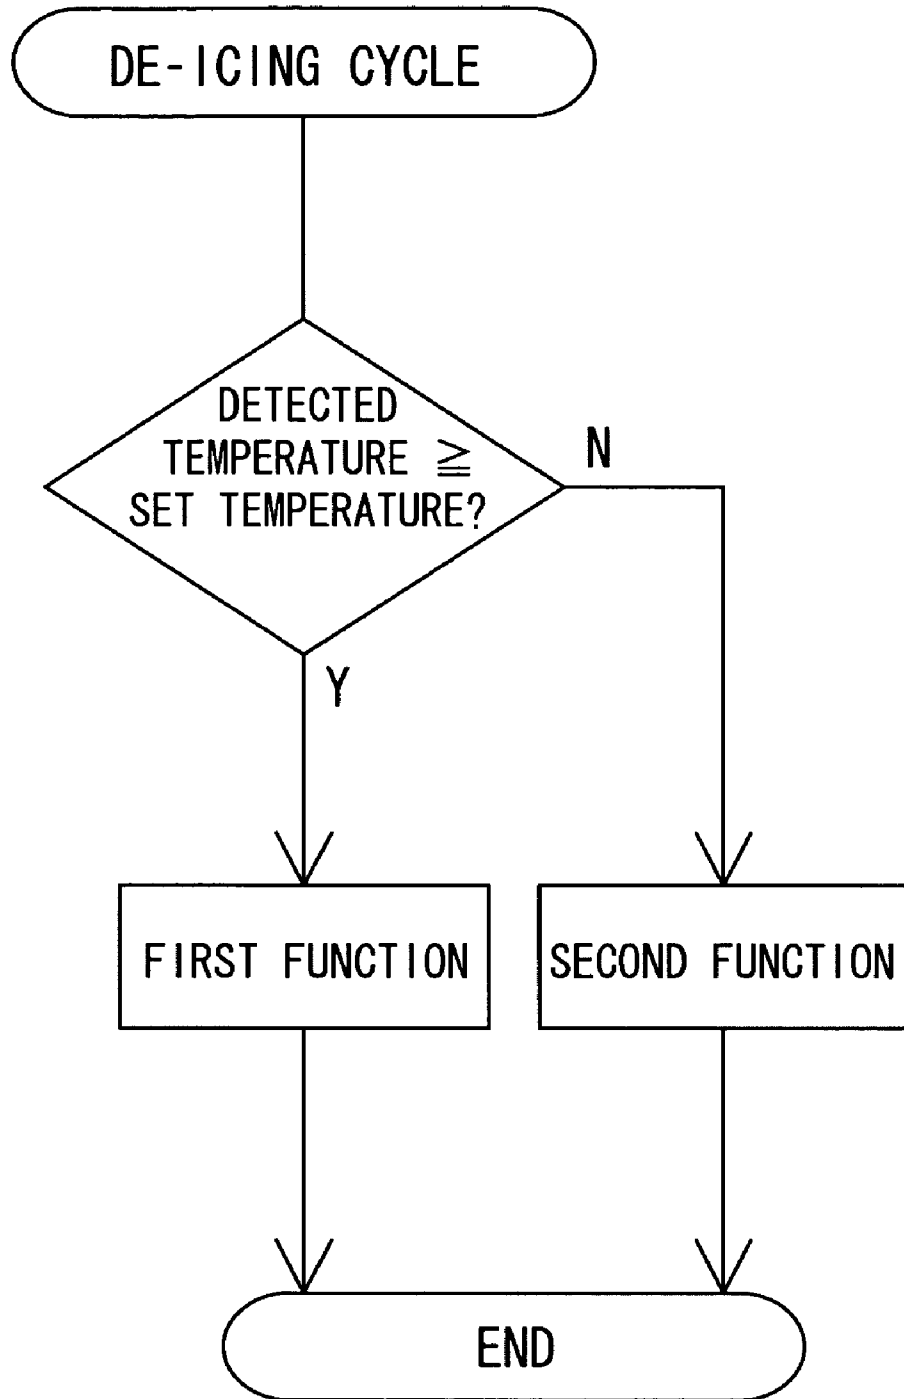 DE-ICING CYCLE
DETECTED
TEMPERATURE ≧
SET TEMPERATURE?
N
Y
FIRST FUNCTION
SECOND FUNCTION
END